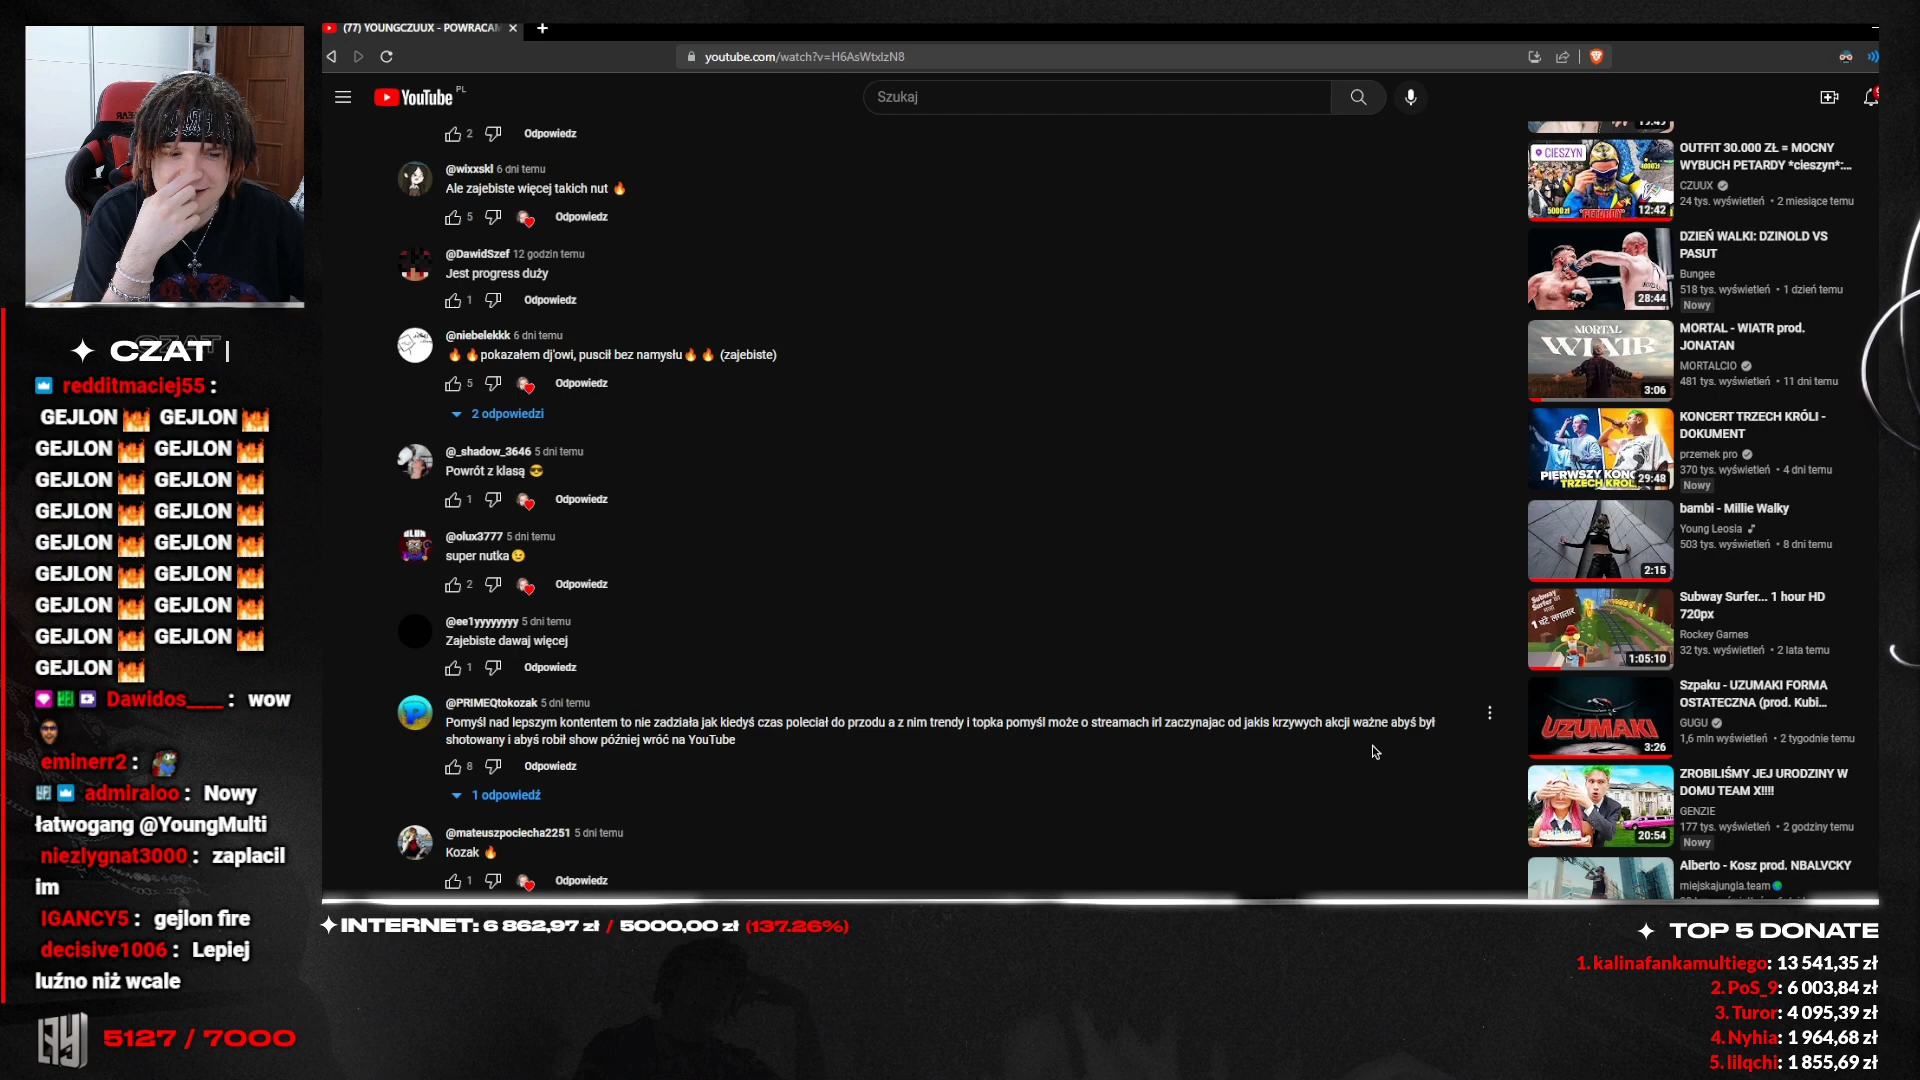 (77) YOUNGCZUUX - POWRACAM
youtube.com/watch?v=H6AsWtxlzN8
YouTube PL
Szukaj
2 Odpowiedz
@wixxskl 6 dni temu
Ale zajebiste więcej takich nut 🔥
5 Odpowiedz
@DawidSzef 12 godzin temu
Jest progress duży
1 Odpowiedz
@niebelekkk 6 dni temu
🔥🔥pokazałem dj'owi, puscił bez namysłu🔥🔥 (zajebiste)
5 Odpowiedz
2 odpowiedzi
@_shadow_3646 5 dni temu
Powrót z klasą 😎
1 Odpowiedz
@olux3777 5 dni temu
super nutka😉
2 Odpowiedz
@ee1yyyyyyyy 5 dni temu
Zajebiste dawaj więcej
1 Odpowiedz
@PRIMEQtokozak 5 dni temu
Pomyśl nad lepszym kontentem to nie zadziała jak kiedyś czas poleciał do przodu a z nim trendy i topka pomyśl może o streamach irl zaczynajac od jakis krzywych akcji ważne abyś był
shotowany i abyś robił show później wróć na YouTube
8 Odpowiedz
1 odpowiedź
@mateuszpociecha2251 5 dni temu
Kozak 🔥
1 Odpowiedz
CIESZYN
12:42
OUTFIT 30.000 ZŁ = MOCNY
WYBUCH PETARDY *cieszyn*:...
CZUUX
24 tys. wyświetleń • 2 miesiące temu
28:44
DZIEŃ WALKI: DZINOLD VS
PASUT
Bungee
518 tys. wyświetleń • 1 dzień temu
Nowy
MORTAL
WIATR
3:06
MORTAL - WIATR prod.
JONATAN
MORTALCIO
481 tys. wyświetleń • 11 dni temu
PIERWSZY KONC
TRZECH KRÓL
29:48
KONCERT TRZECH KRÓLI -
DOKUMENT
przemek pro
370 tys. wyświetleń • 4 dni temu
Nowy
2:15
bambi - Millie Walky
Young Leosia
503 tys. wyświetleń • 8 dni temu
1:05:10
Subway Surfer... 1 hour HD
720px
Rockey Games
32 tys. wyświetleń • 2 lata temu
UZUMAKI
3:26
Szpaku - UZUMAKI FORMA
OSTATECZNA (prod. Kubi...
GUGU
1,6 mln wyświetleń • 2 tygodnie temu
20:54
ZROBILIŚMY JEJ URODZINY W
DOMU TEAM X!!!!
GENZIE
177 tys. wyświetleń • 2 godziny temu
Nowy
Alberto - Kosz prod. NBALVCKY
miejskajungla.team
CZAT |
redditmaciej55 :
GEJLON GEJLON
GEJLON GEJLON
GEJLON GEJLON
GEJLON GEJLON
GEJLON GEJLON
GEJLON GEJLON
GEJLON GEJLON
GEJLON GEJLON
GEJLON
Dawidos____ : wow
eminerr2 :
admiraloo : Nowy
łatwogang @YoungMulti
niezlygnat3000 : zaplacil
im
IGANCY5 : gejlon fire
decisive1006 : Lepiej
luźno niż wcale
5127 / 7000
INTERNET: 6 862,97 zł / 5000,00 zł (137.26%)
TOP 5 DONATE
1. kalinafankamultiego: 13 541,35 zł
2. PoS_9: 6 003,84 zł
3. Turor: 4 095,39 zł
4. Nyhia: 1 964,68 zł
5. lilqchi: 1 855,69 zł